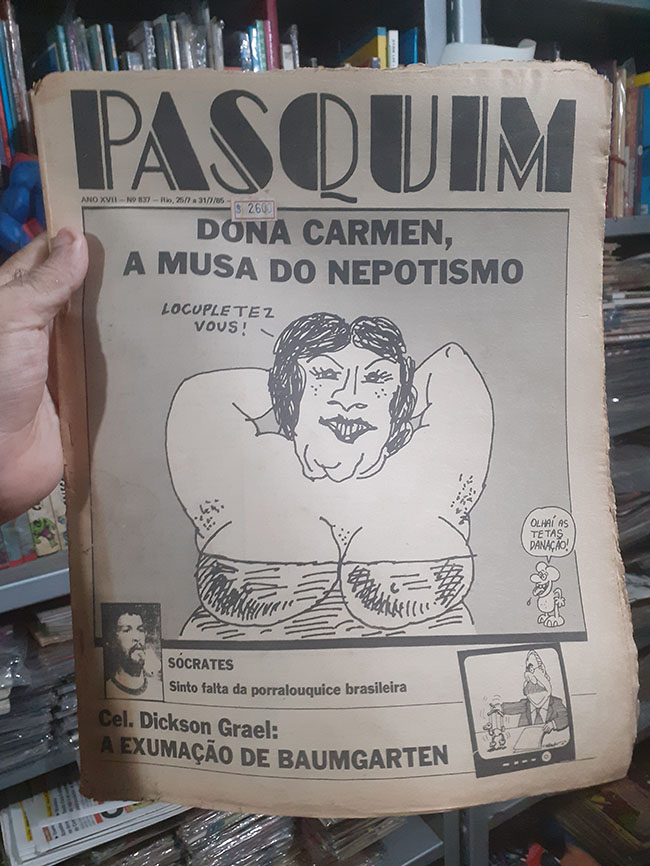 PASQUIM
ANO XVII — Nº 837 — Rio, 25/7 a 31/7/85
$ 2600
DONA CARMEN,
A MUSA DO NEPOTISMO
LOCUPLETEZ
VOUS!
OLHAÍ AS
TETAS
DANAÇÃO!
SÓCRATES
Sinto falta da porralouquice brasileira
Cel. Dickson Grael:
A EXUMAÇÃO DE BAUMGARTEN